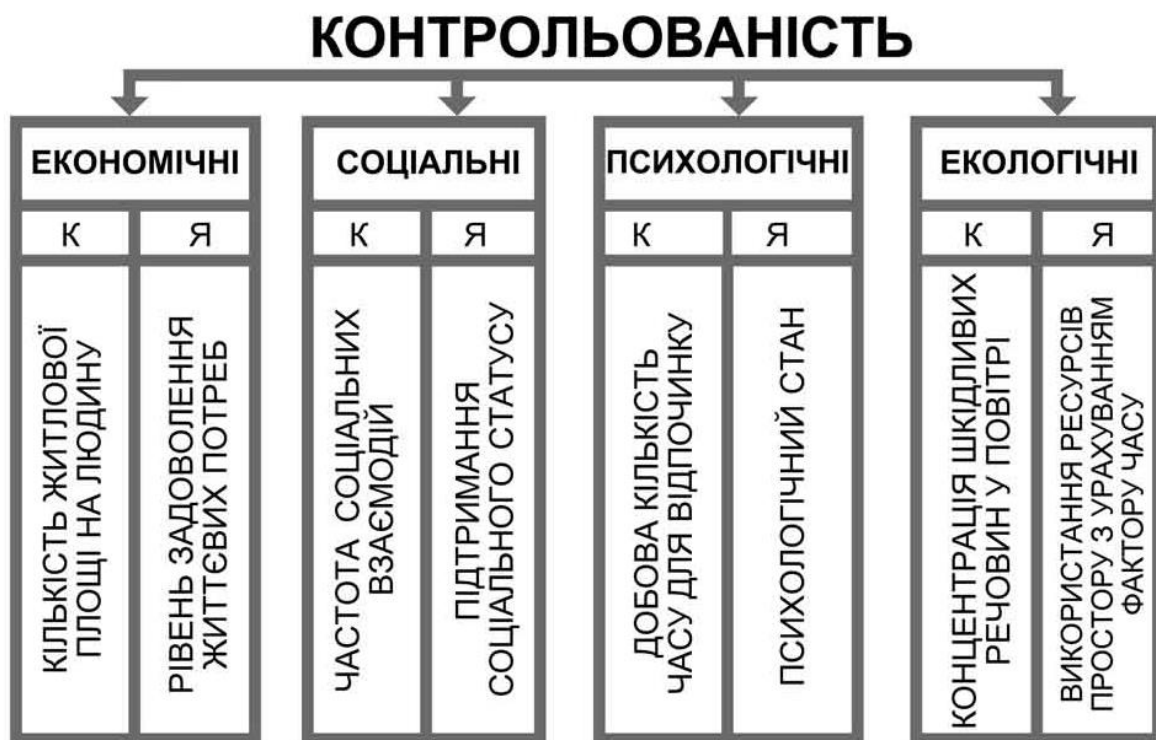 КОНТРОЛЬОВАНІСТЬ
ЕКОНОМІЧНІ
К
Я
КІЛЬКІСТЬ ЖИТЛОВОЇ
ПЛОЩІ НА ЛЮДИНУ
РІВЕНЬ ЗАДОВОЛЕННЯ
ЖИТТЄВИХ ПОТРЕБ
СОЦІАЛЬНІ
К
Я
ЧАСТОТА СОЦІАЛЬНИХ
ВЗАЄМОДІЙ
ПІДТРИМАННЯ
СОЦІАЛЬНОГО СТАТУСУ
ПСИХОЛОГІЧНІ
К
Я
ДОБОВА КІЛЬКІСТЬ
ЧАСУ ДЛЯ ВІДПОЧИНКУ
ПСИХОЛОГІЧНИЙ СТАН
ЕКОЛОГІЧНІ
К
Я
КОНЦЕНТРАЦІЯ ШКІДЛИВИХ
РЕЧОВИН У ПОВІТРІ
ВИКОРИСТАННЯ РЕСУРСІВ
ПРОСТОРУ З УРАХУВАННЯМ
ФАКТОРУ ЧАСУ